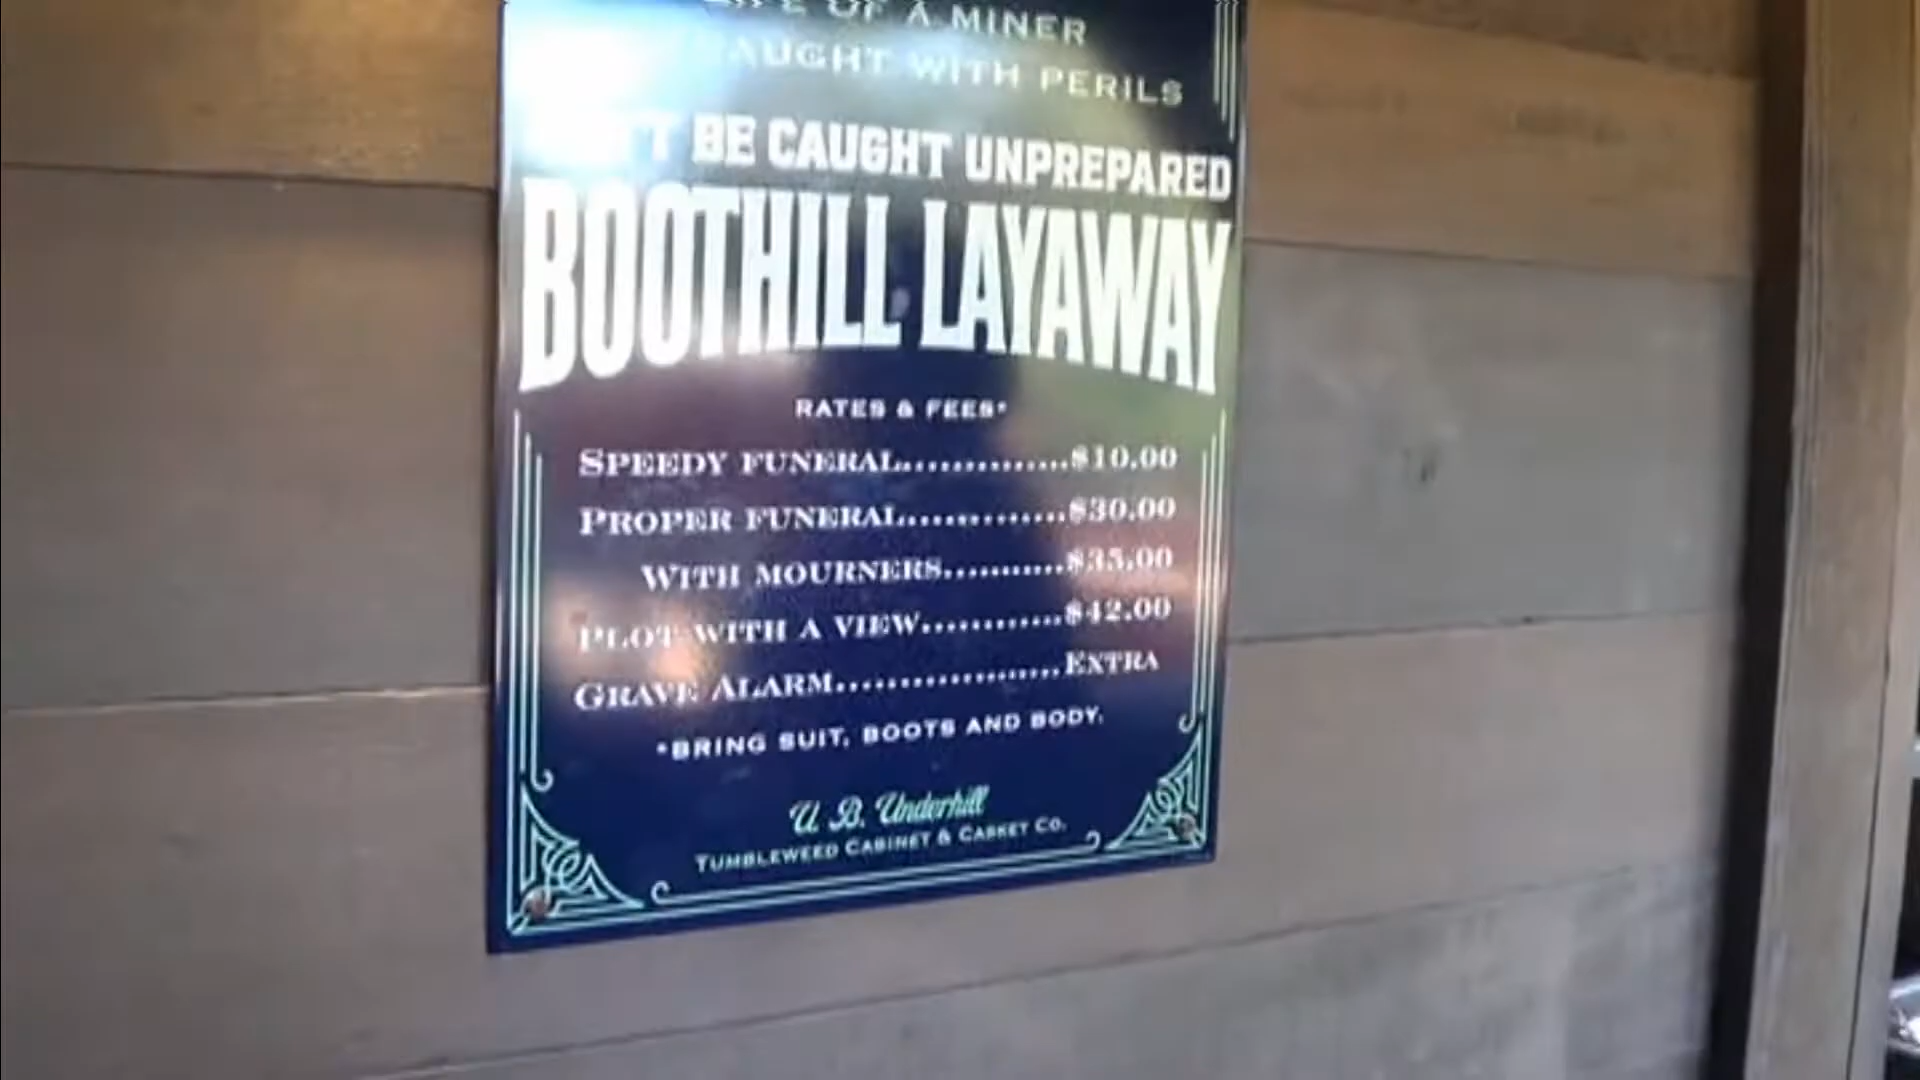 OF A MINER
WITH PERILS
BE CAUGHT UNPREPARED
BOOTHILL LAYAWAY
RATES & FEES*
SPEEDY FUNERAL..............$10.00
PROPER FUNERAL.............$30.00
WITH MOURNERS...........$35.00
PLOT WITH A VIEW............$42.00
GRAVE ALARM...................EXTRA
*BRING SUIT, BOOTS AND BODY.
U. B. Underhill
TUMBLEWEED CABINET & CASKET CO.